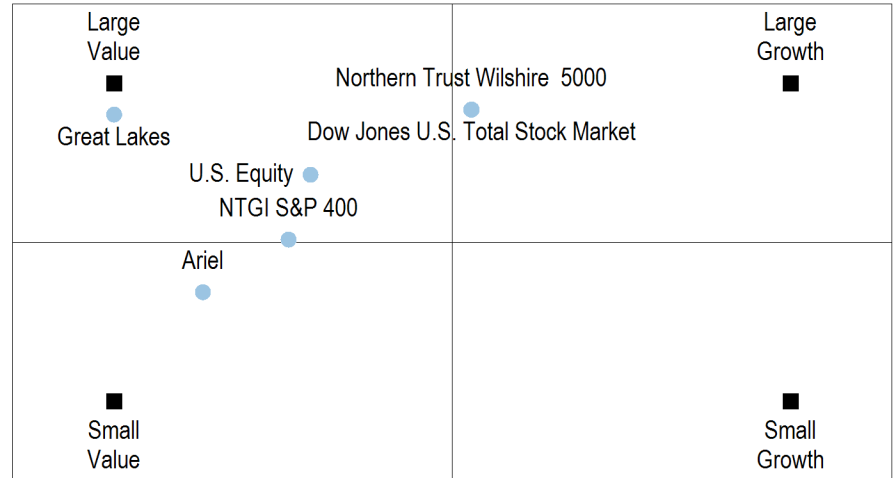 Large
Value
Large
Growth
Northern Trust Wilshire  5000
Great Lakes
Dow Jones U.S. Total Stock Market
U.S. Equity
NTGI S&P 400
Ariel
Small
Value
Small
Growth